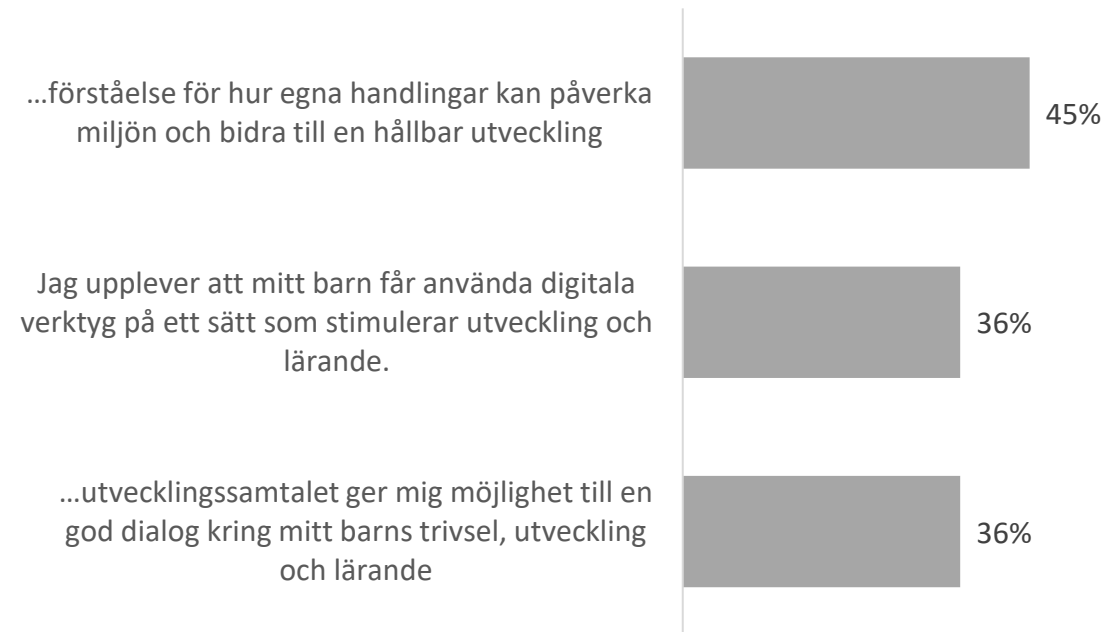 ...förståelse för hur egna handlingar kan påverka
miljön och bidra till en hållbar utveckling
45%
Jag upplever att mitt barn får använda digitala
verktyg på ett sätt som stimulerar utveckling och
lärande.
36%
...utvecklingssamtalet ger mig möjlighet till en
god dialog kring mitt barns trivsel, utveckling
och lärande
36%